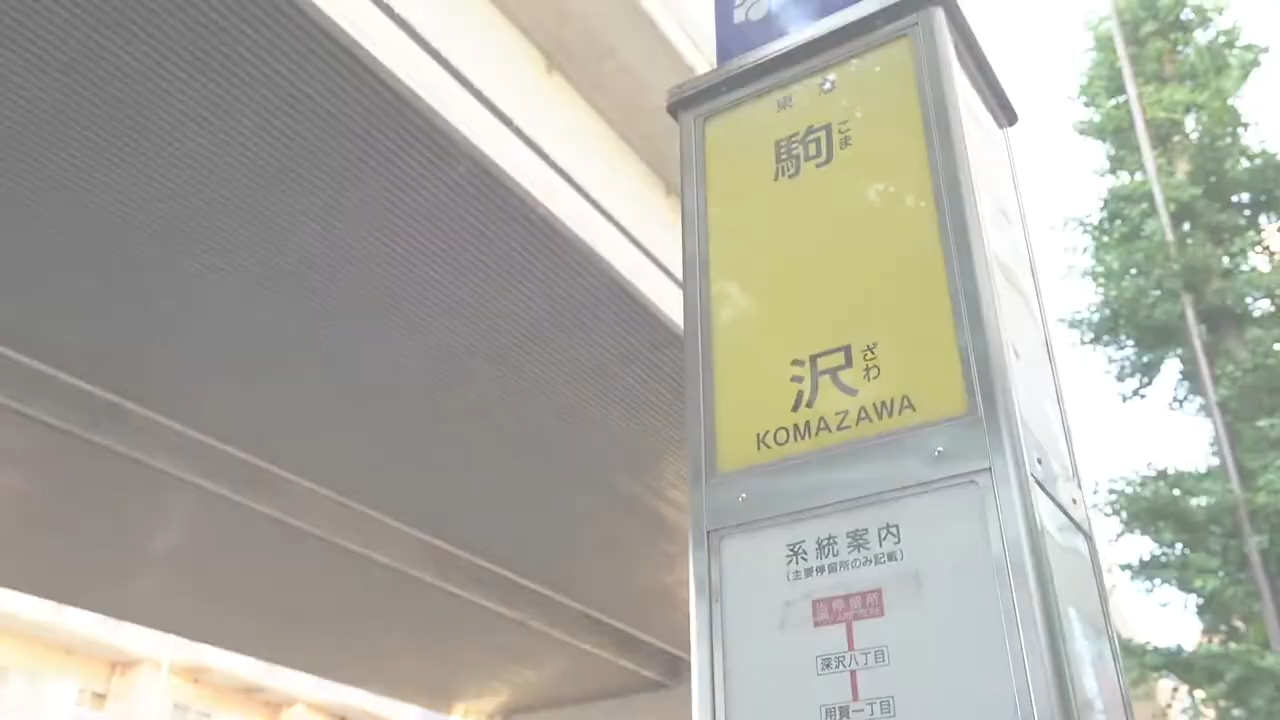 駒 こま
沢 ざわ
KOMAZAWA
系統案内
(主要停留所のみ記載)
当停留所
深沢八丁目
用賀一丁目